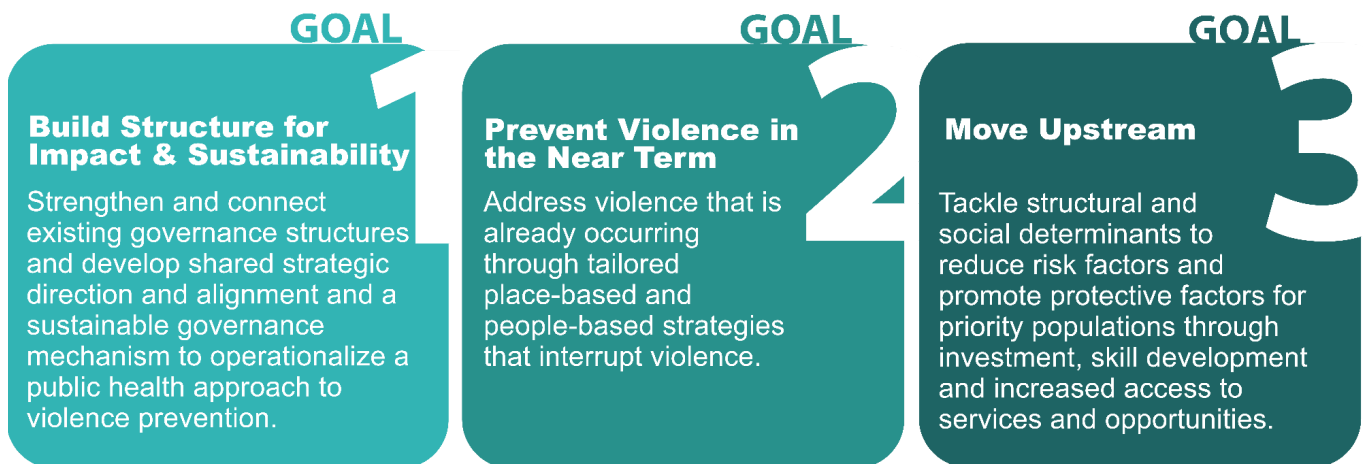 GOAL 1
Build Structure for
Impact & Sustainability
Strengthen and connect
existing governance structures
and develop shared strategic
direction and alignment and a
sustainable governance
mechanism to operationalize a
public health approach to
violence prevention.
GOAL 2
Prevent Violence in
the Near Term
Address violence that is
already occurring
through tailored
place-based and
people-based strategies
that interrupt violence.
GOAL 3
Move Upstream
Tackle structural and
social determinants to
reduce risk factors and
promote protective factors for
priority populations through
investment, skill development
and increased access to
services and opportunities.